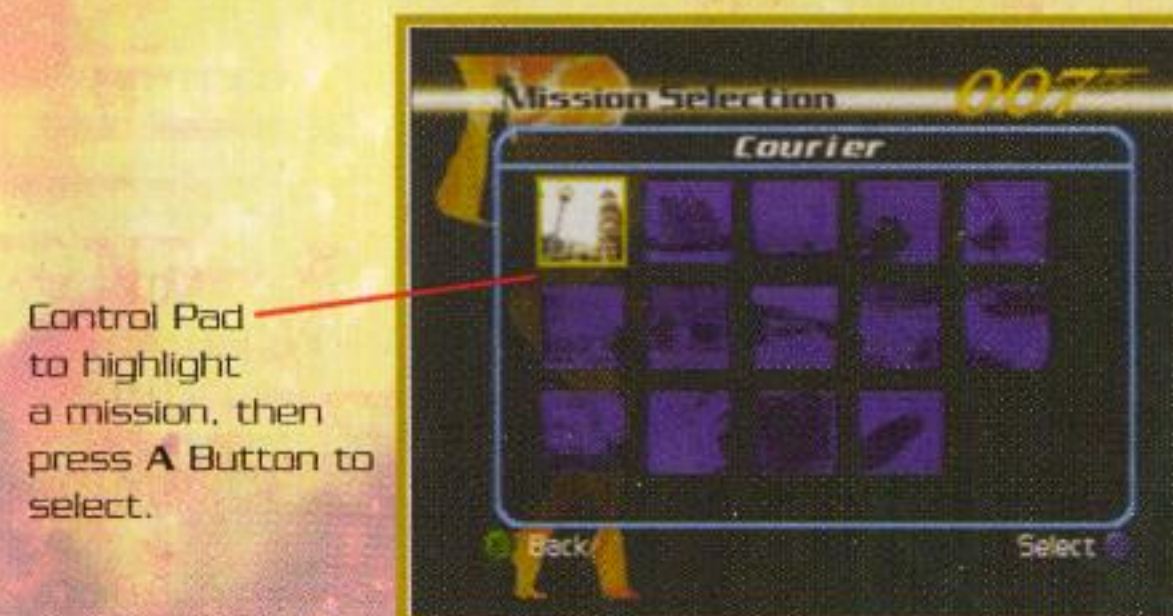 Mission Selection
007
Courier
Control Pad
to highlight
a mission, then
press A Button to
select.
Back
Select